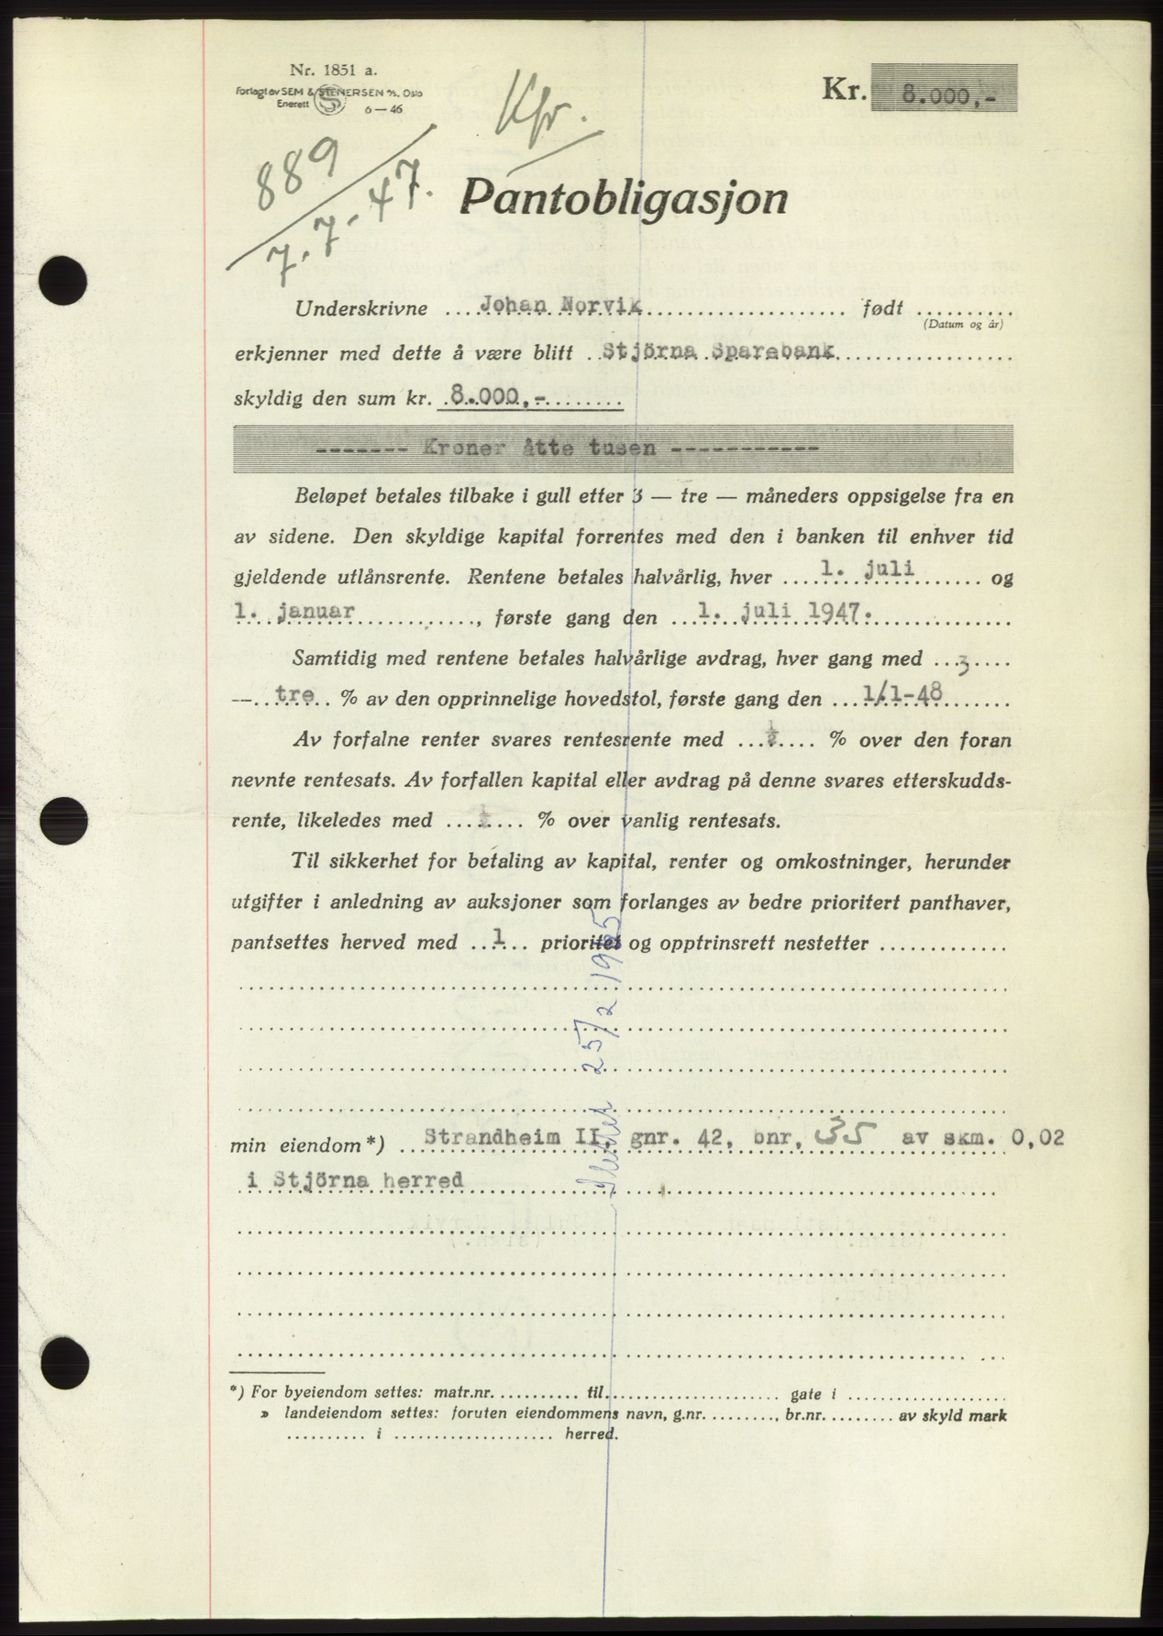 Nr. 1851 a.
Forlagt av SEM & STENERSEN A/S. Oslo
Enerett
6 — 46
Kfr.
Kr. 8.000,-
889
7.7-47.
Pantobligasjon
Underskrivne ....Johan Norvik.................... født ..........
(Datum og år)
erkjenner med dette å være blitt ..Stjörna Sparebank..................
skyldig den sum kr. .8.000,-.........
------- Kroner åtte tusen -----------
Beløpet betales tilbake i gull etter 3 — tre — måneders oppsigelse fra en
av sidene. Den skyldige kapital forrentes med den i banken til enhver tid
gjeldende utlånsrente. Rentene betales halvårlig, hver ....1. juli....... og
1. januar............, første gang den ...1. juli 1947...............
Samtidig med rentene betales halvårlige avdrag, hver gang med ...3....
--..tre.. % av den opprinnelige hovedstol, første gang den ...1/1-48.......
Av forfalne renter svares rentesrente med ...½.... % over den foran
nevnte rentesats. Av forfallen kapital eller avdrag på denne svares etterskudds-
rente, likeledes med ...½.... % over vanlig rentesats.
Til sikkerhet for betaling av kapital, renter og omkostninger, herunder
utgifter i anledning av auksjoner som forlanges av bedre prioritert panthaver,
pantsettes herved med ...1... prioritet og opptrinsrett nestetter ............
Slettet 25/2 1955
min eiendom*) ..Strandheim II, gnr. 42, bnr, 35 av skm. 0,02
i Stjörna herred
*) For byeiendom settes: matr.nr. .......... til...................... gate i ....................
» landeiendom settes: foruten eiendommens navn, g.nr. ........., br.nr. ......... av skyld mark
.......... i .................... herred.